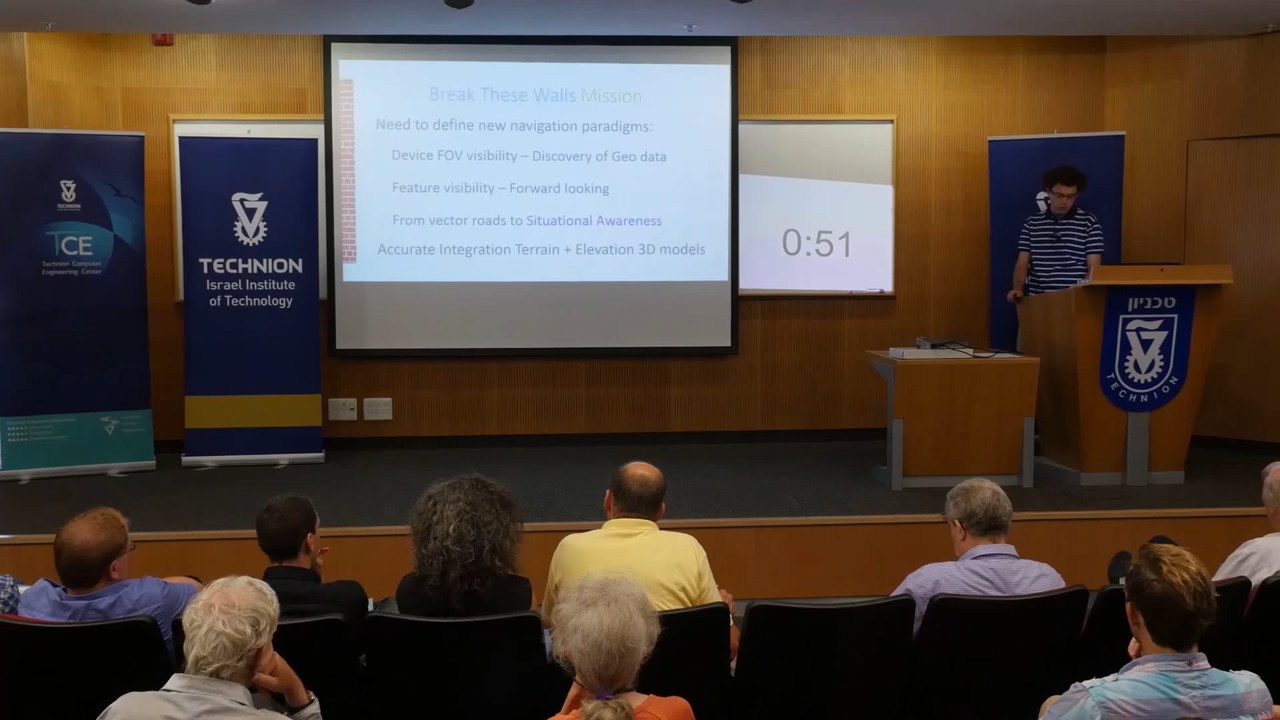 Break These Walls Mission
Need to define new navigation paradigms:
Device FOV visibility – Discovery of Geo data
Feature visibility – Forward looking
From vector roads to Situational Awareness
Accurate Integration Terrain + Elevation 3D models
0:51
TECHNION
TCE
Technion Computer
Engineering Center
TECHNION
Israel Institute
of Technology
טכניון
TECHNION